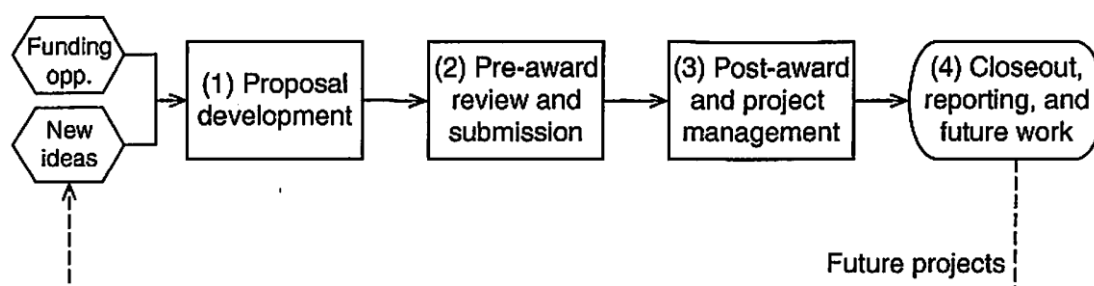 Funding
opp.
New
ideas
(1) Proposal
development
(2) Pre-award
review and
submission
(3) Post-award
and project
management
(4) Closeout,
reporting, and
future work
Future projects